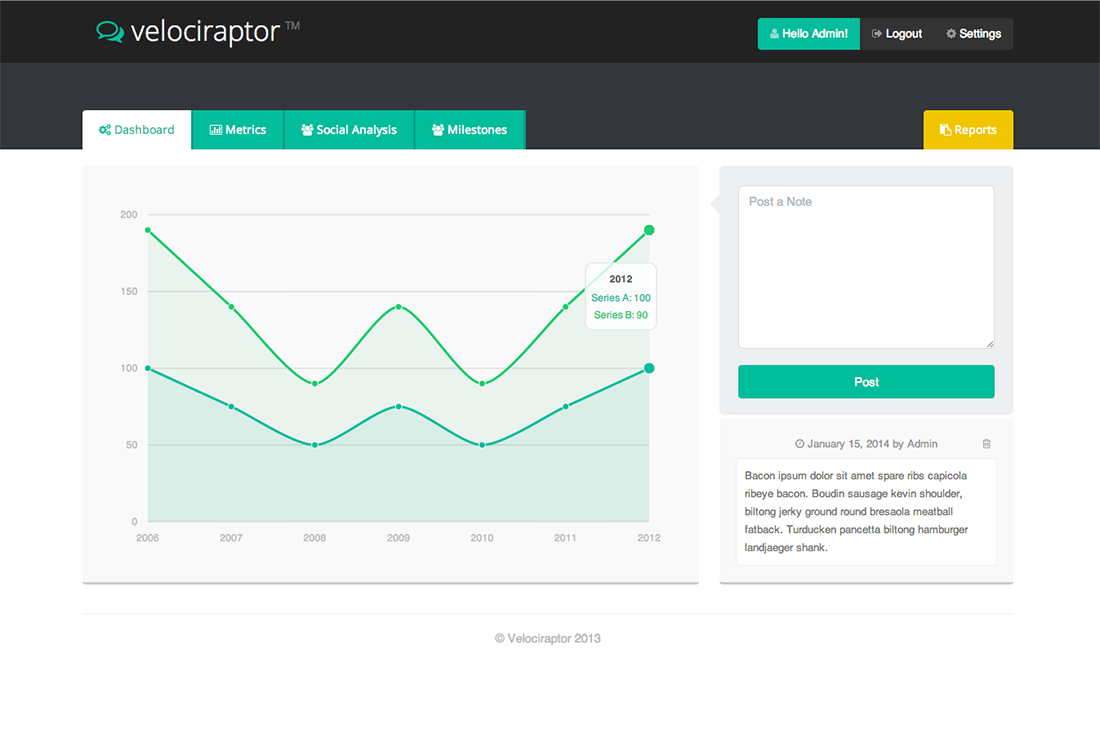 velociraptor TM
Hello Admin! Logout Settings
Dashboard Metrics Social Analysis Milestones Reports
200
150
100
50
0
2006 2007 2008 2009 2010 2011 2012
2012
Series A: 100
Series B: 90
Post a Note
Post
January 15, 2014 by Admin
Bacon ipsum dolor sit amet spare ribs capicola
ribeye bacon. Boudin sausage kevin shoulder,
biltong jerky ground round bresaola meatball
fatback. Turducken pancetta biltong hamburger
landjaeger shank.
© Velociraptor 2013